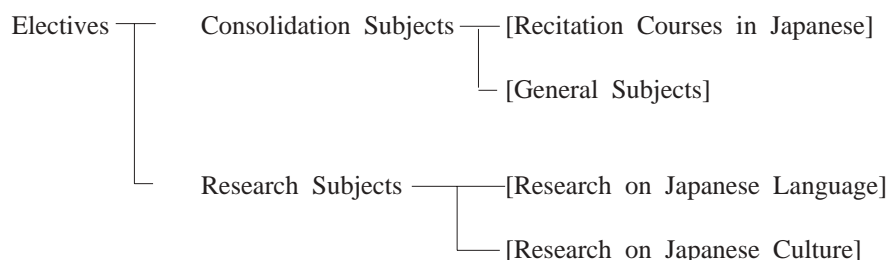 Electives Consolidation Subjects [Recitation Courses in Japanese]
[General Subjects]
Research Subjects [Research on Japanese Language]
[Research on Japanese Culture]